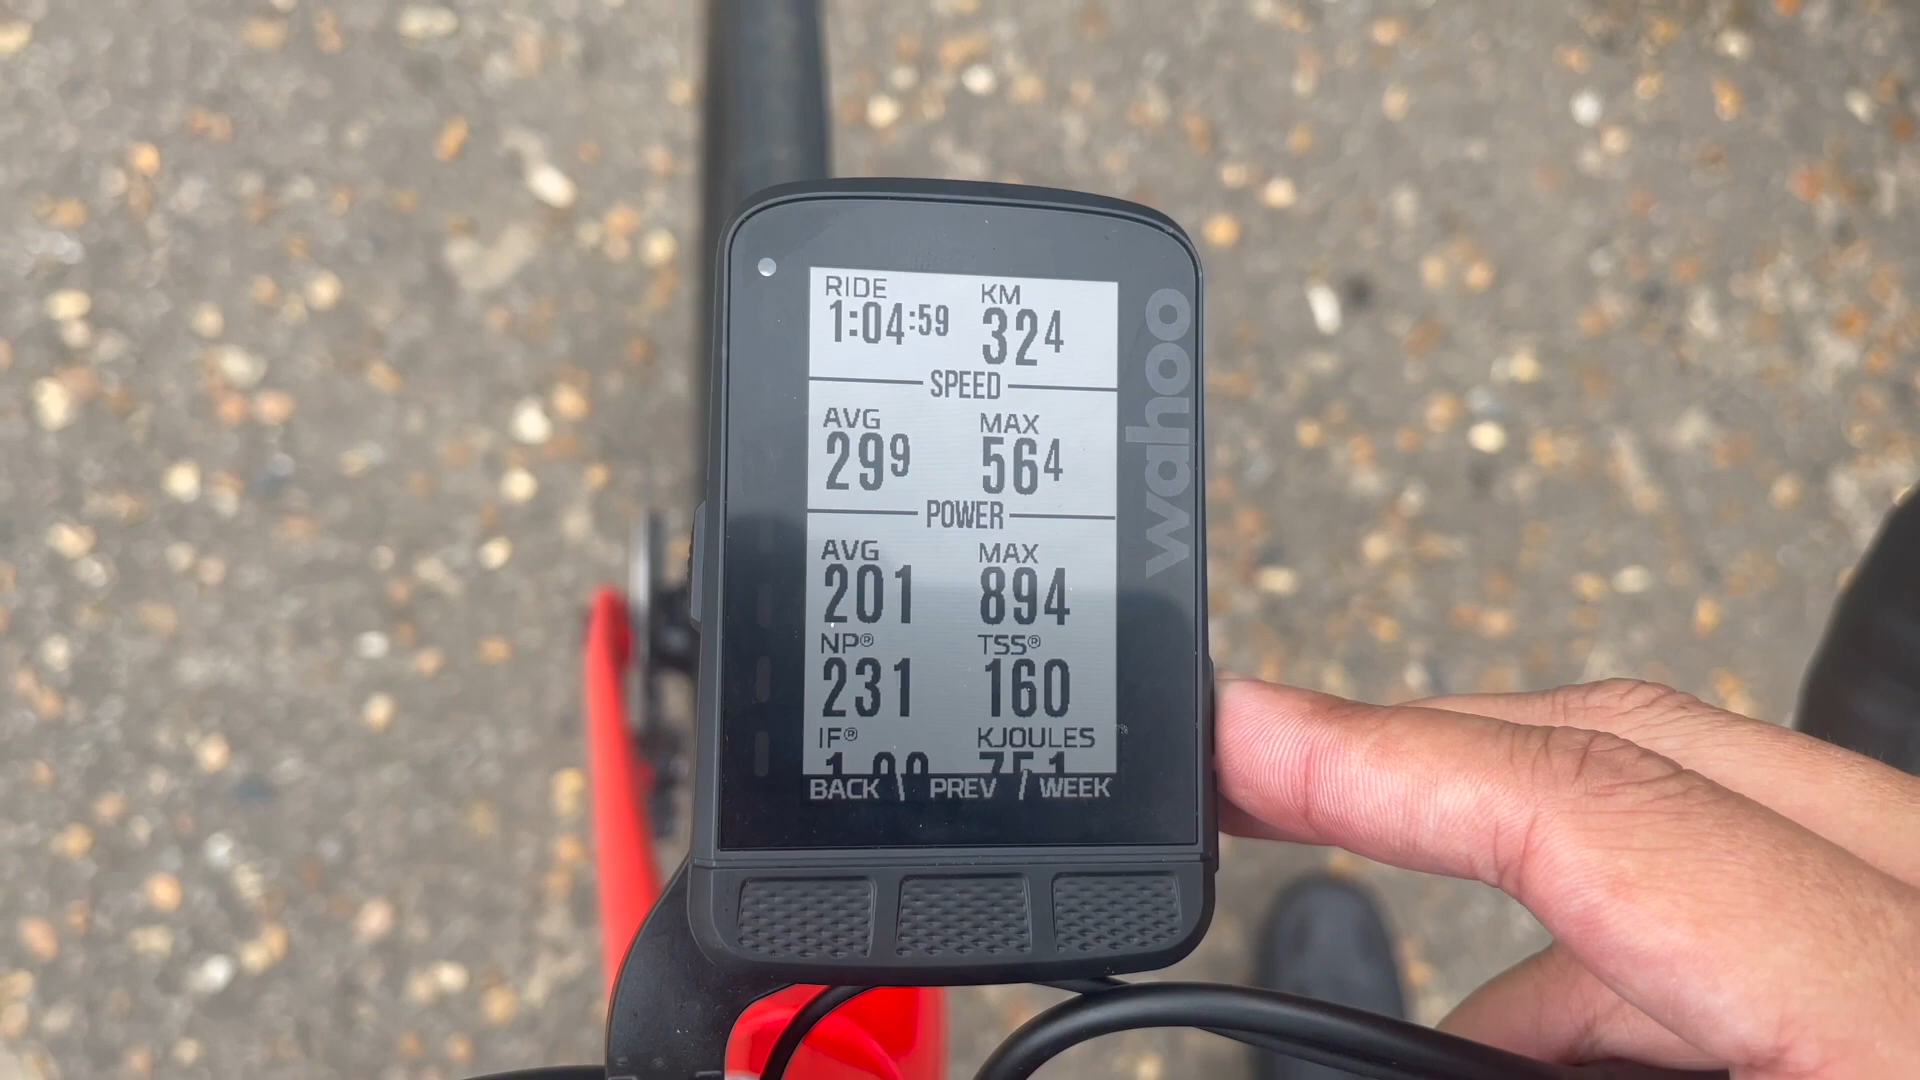 RIDE KM
1:04:59 324
SPEED
AVG MAX
299 564
POWER
AVG MAX
201 894
NP® TSS®
231 160
IF® KJOULES
751
BACK \ PREV / WEEK
wahoo